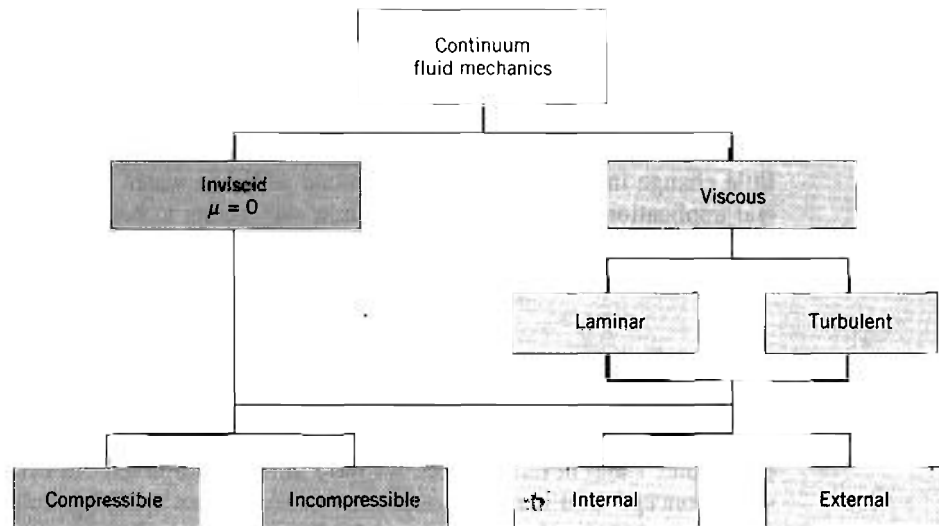 Continuum
fluid mechanics
Inviscid
μ = 0
Viscous
Laminar
Turbulent
Compressible
Incompressible
Internal
External